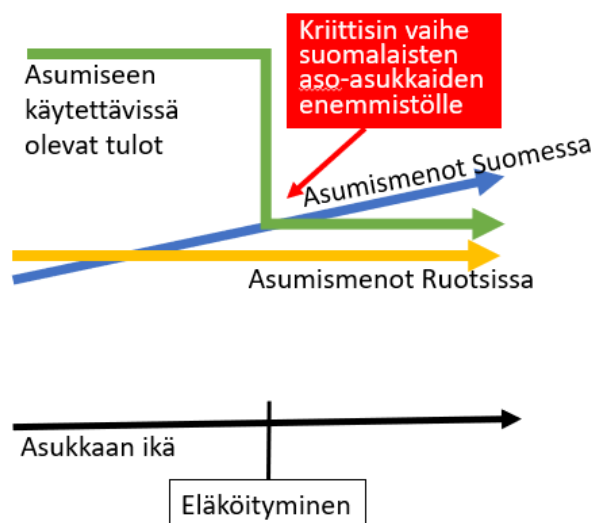 Kriittisin vaihe
suomalaisten
aso-asukkaiden
enemmistölle
Asumiseen
käytettävissä
olevat tulot
Asumismenot Suomessa
Asumismenot Ruotsissa
Asukkaan ikä
Eläköityminen